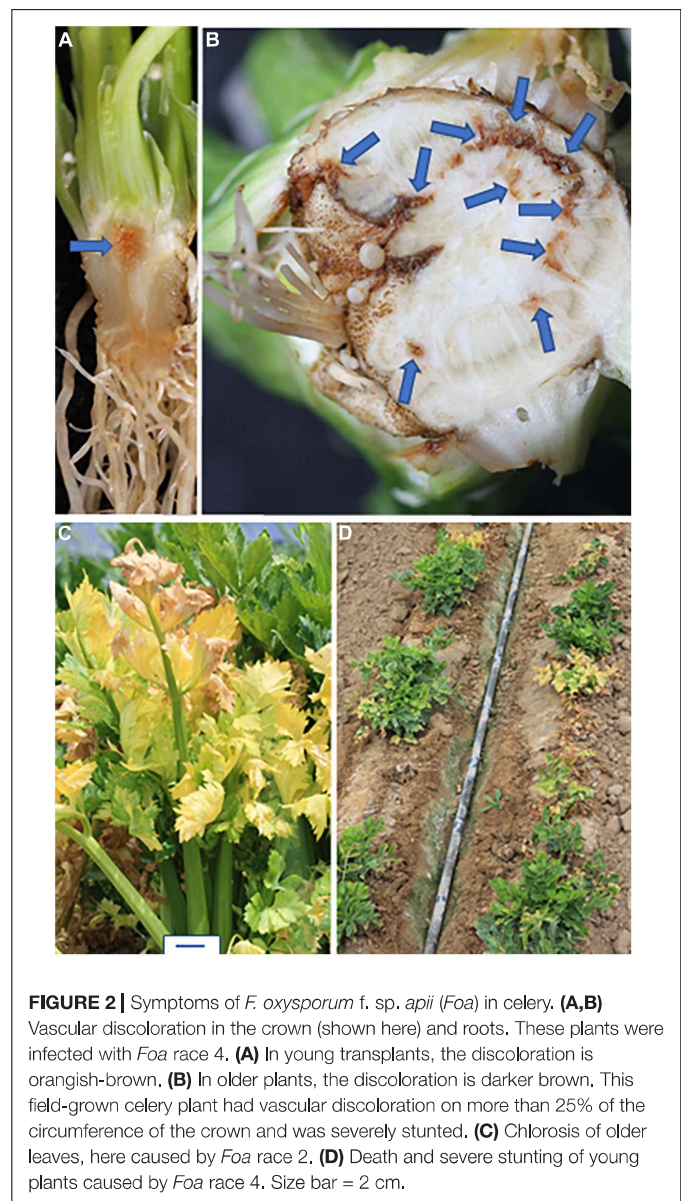 A
B
C
D
FIGURE 2 | Symptoms of F. oxysporum f. sp. apii (Foa) in celery. (A,B)
Vascular discoloration in the crown (shown here) and roots. These plants were
infected with Foa race 4. (A) In young transplants, the discoloration is
orangish-brown. (B) In older plants, the discoloration is darker brown. This
field-grown celery plant had vascular discoloration on more than 25% of the
circumference of the crown and was severely stunted. (C) Chlorosis of older
leaves, here caused by Foa race 2. (D) Death and severe stunting of young
plants caused by Foa race 4. Size bar = 2 cm.